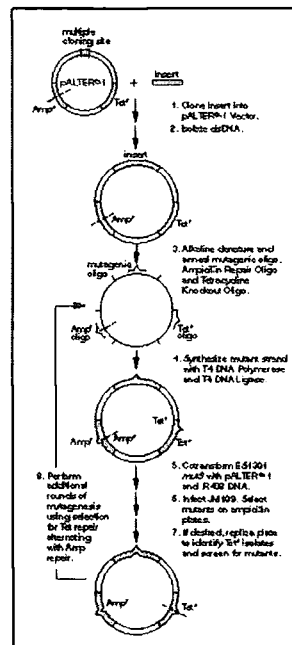 multiple
cloning site
pALTER®-1
Insert
Ampˢ
Tetʳ
1. Clone Insert into
pALTER®-1 Vector.
2. Isolate dsDNA.
insert
Ampˢ
Tetʳ
3. Alkaline denature and
anneal mutagenic oligo,
Ampicillin Repair Oligo
and Tetracycline
Knockout Oligo.
mutagenic
oligo
Ampʳ
oligo
Ampˢ
Tetˢ
oligo
4. Synthesize mutant strand
with T4 DNA Polymerase
and T4 DNA Ligase.
Tetʳ
Ampʳ
Ampˢ
Tetˢ
5. Cotransform ES1301
mutS with pALTER®-1
and R408 DNA.
6. Infect JM109. Select
mutants on ampicillin
plates.
7. If desired, replica plate
to identify Tetˢ isolates
and screen for mutants.
8. Perform
additional
rounds of
mutagenesis
using selection
for Tet repair
alternating
with Amp
repair.
Ampʳ
Tetˢ